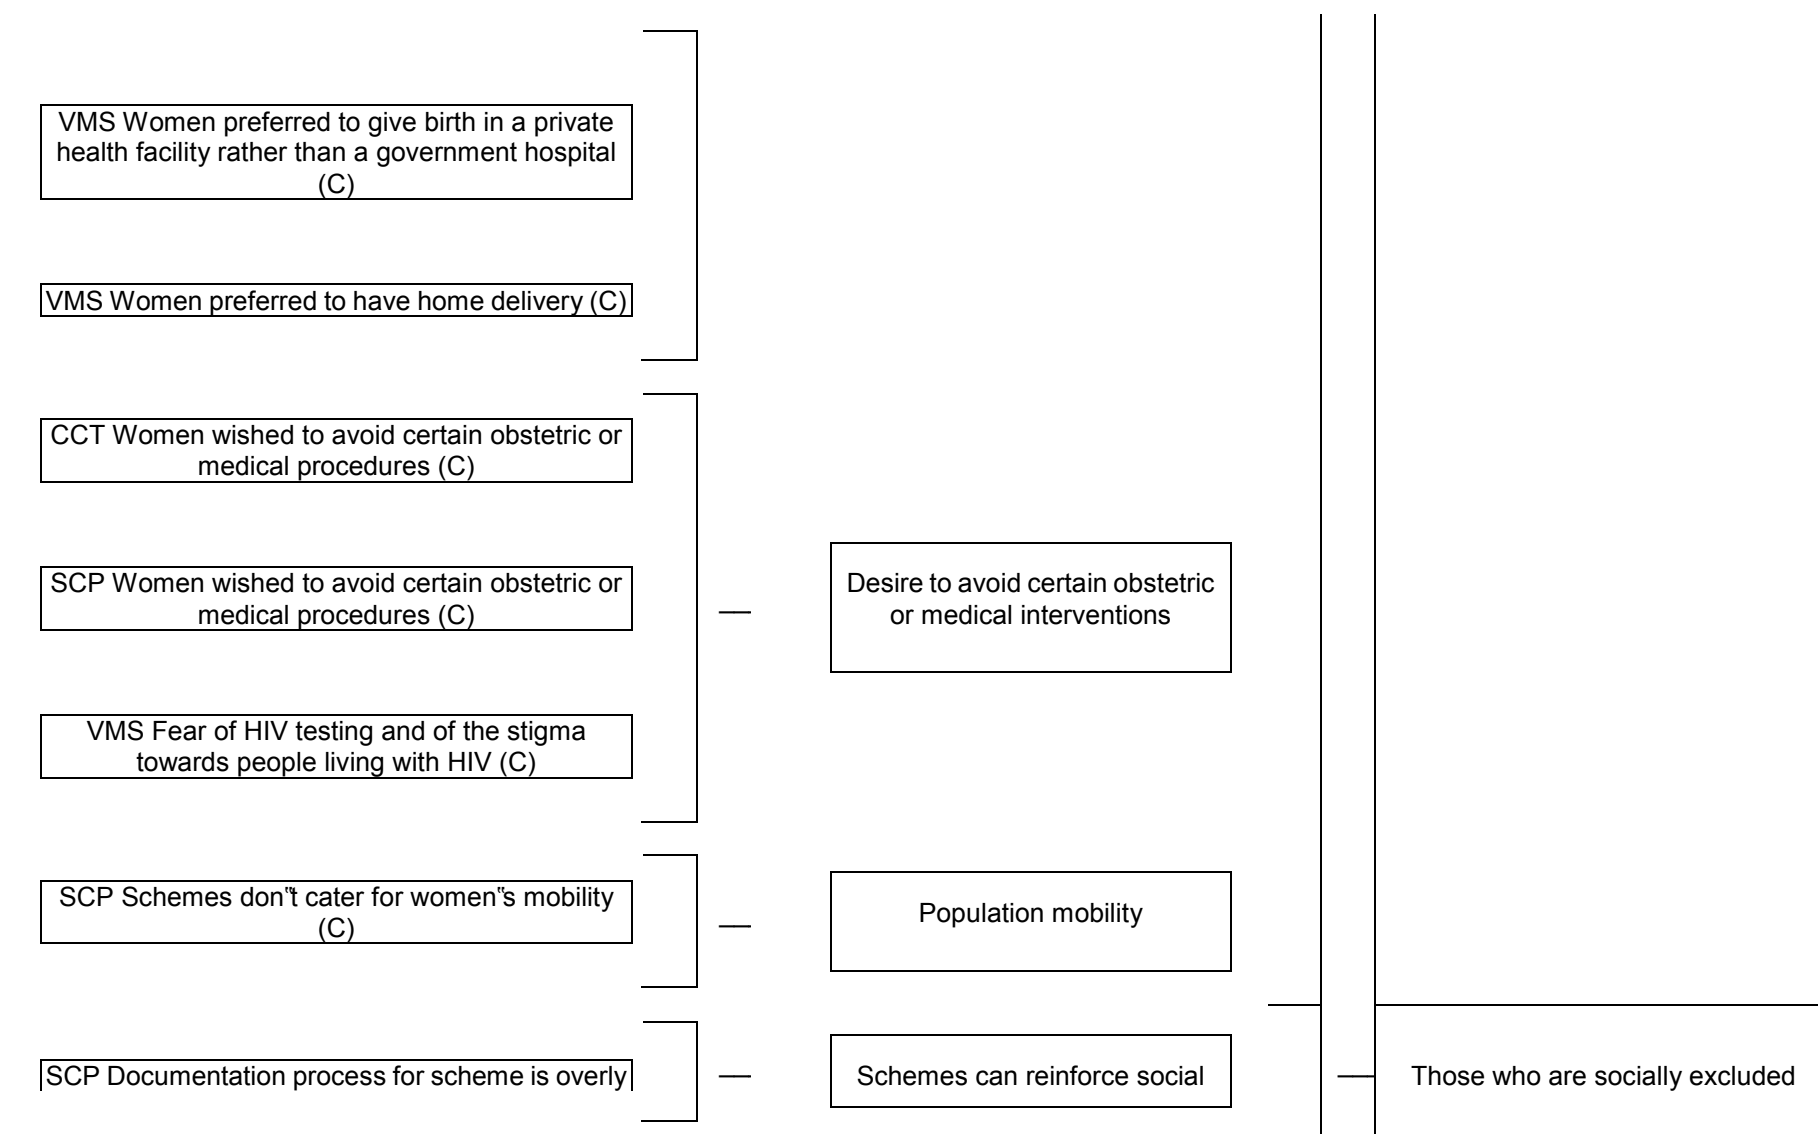 VMS Women preferred to give birth in a private
health facility rather than a government hospital
(C)
VMS Women preferred to have home delivery (C)
CCT Women wished to avoid certain obstetric or
medical procedures (C)
SCP Women wished to avoid certain obstetric or
medical procedures (C)
Desire to avoid certain obstetric
or medical interventions
VMS Fear of HIV testing and of the stigma
towards people living with HIV (C)
SCP Schemes don‟t cater for women‟s mobility
(C)
Population mobility
SCP Documentation process for scheme is overly
Schemes can reinforce social
Those who are socially excluded